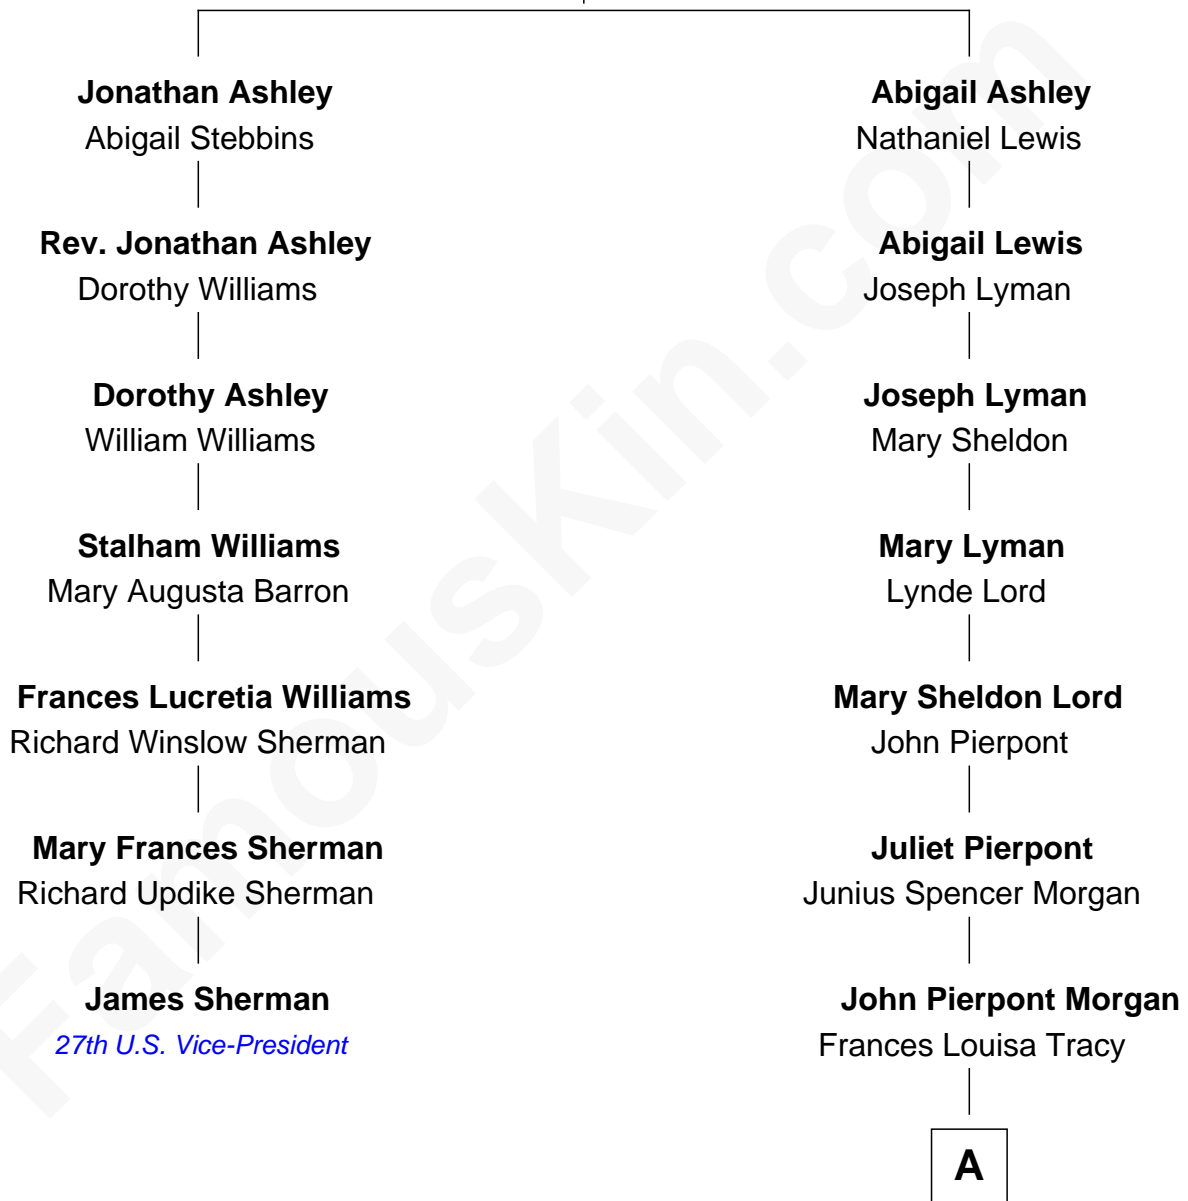 Jonathan Ashley
Abigail Stebbins
Rev. Jonathan Ashley
Dorothy Williams
Dorothy Ashley
William Williams
Stalham Williams
Mary Augusta Barron
Frances Lucretia Williams
Richard Winslow Sherman
Mary Frances Sherman
Richard Updike Sherman
James Sherman
27th U.S. Vice-President
Abigail Ashley
Nathaniel Lewis
Abigail Lewis
Joseph Lyman
Joseph Lyman
Mary Sheldon
Mary Lyman
Lynde Lord
Mary Sheldon Lord
John Pierpont
Juliet Pierpont
Junius Spencer Morgan
John Pierpont Morgan
Frances Louisa Tracy
A
FamousKin.com